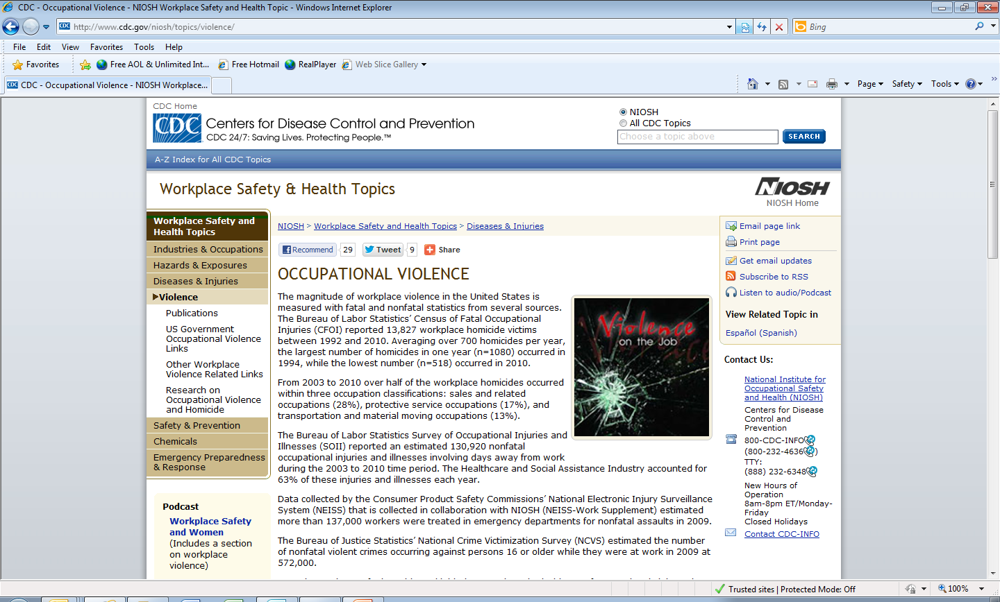 CDC - Occupational Violence - NIOSH Workplace Safety and Health Topic - Windows Internet Explorer
http://www.cdc.gov/niosh/topics/violence/
Bing
File Edit View Favorites Tools Help
Favorites Free AOL & Unlimited Int... Free Hotmail RealPlayer Web Slice Gallery
CDC - Occupational Violence - NIOSH Workplace...
Page Safety Tools
CDC Home
CDC
Centers for Disease Control and Prevention
CDC 24/7: Saving Lives. Protecting People.™
NIOSH
All CDC Topics
Choose a topic above
SEARCH
A-Z Index for All CDC Topics
Workplace Safety & Health Topics
NIOSH
NIOSH Home
Workplace Safety and
Health Topics
Industries & Occupations
Hazards & Exposures
Diseases & Injuries
Violence
Publications
US Government
Occupational Violence
Links
Other Workplace
Violence Related Links
Research on
Occupational Violence
and Homicide
Safety & Prevention
Chemicals
Emergency Preparedness
& Response
Podcast
Workplace Safety
and Women
(Includes a section
on workplace
violence)
NIOSH > Workplace Safety and Health Topics > Diseases & Injuries
Recommend 29 Tweet 9 Share
OCCUPATIONAL VIOLENCE
The magnitude of workplace violence in the United States is
measured with fatal and nonfatal statistics from several sources.
The Bureau of Labor Statistics’ Census of Fatal Occupational
Injuries (CFOI) reported 13,827 workplace homicide victims
between 1992 and 2010. Averaging over 700 homicides per year,
the largest number of homicides in one year (n=1080) occurred in
1994, while the lowest number (n=518) occurred in 2010.
From 2003 to 2010 over half of the workplace homicides occurred
within three occupation classifications: sales and related
occupations (28%), protective service occupations (17%), and
transportation and material moving occupations (13%).
The Bureau of Labor Statistics Survey of Occupational Injuries and
Illnesses (SOII) reported an estimated 130,920 nonfatal
occupational injuries and illnesses involving days away from work
during the 2003 to 2010 time period. The Healthcare and Social Assistance Industry accounted for
63% of these injuries and illnesses each year.
Data collected by the Consumer Product Safety Commissions’ National Electronic Injury Surveillance
System (NEISS) that is collected in collaboration with NIOSH (NEISS-Work Supplement) estimated
more than 137,000 workers were treated in emergency departments for nonfatal assaults in 2009.
The Bureau of Justice Statistics’ National Crime Victimization Survey (NCVS) estimated the number
of nonfatal violent crimes occurring against persons 16 or older while they were at work in 2009 at
572,000.
Violence
on the Job
Email page link
Print page
Get email updates
Subscribe to RSS
Listen to audio/Podcast
View Related Topic in
Español (Spanish)
Contact Us:
National Institute for
Occupational Safety
and Health (NIOSH)
Centers for Disease
Control and
Prevention
800-CDC-INFO
(800-232-4636)
TTY:
(888) 232-6348
New Hours of
Operation
8am-8pm ET/Monday-
Friday
Closed Holidays
Contact CDC-INFO
Trusted sites | Protected Mode: Off
100%